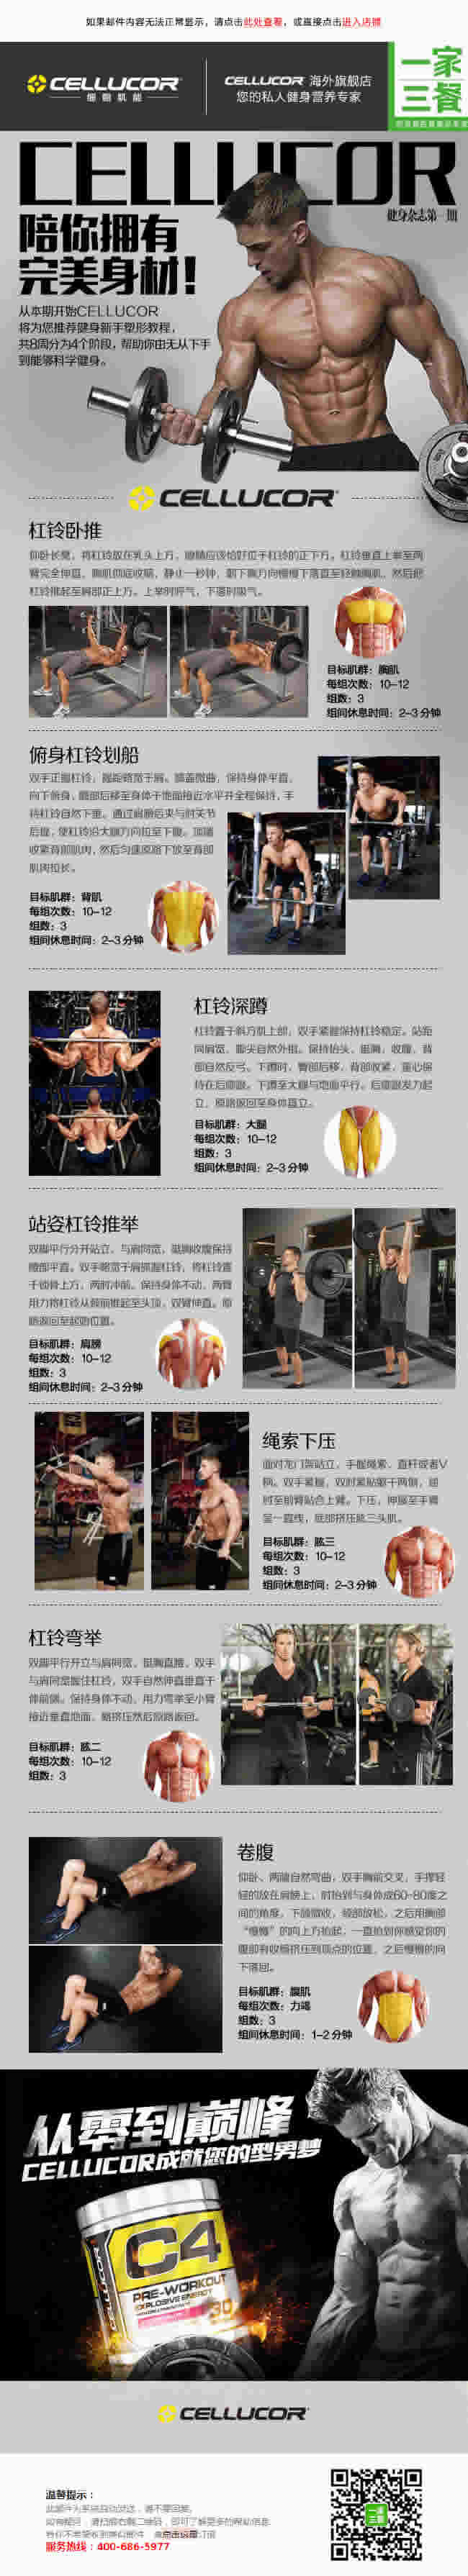 如果邮件内容无法正常显示，请点击此处查看，或直接点击进入店铺
CELLUCOR
CELLUCOR 海外旗舰店
您的私人健身营养专家
一家
三餐
CELLUCOR
健身杂志第一期
陪你拥有
完美身材！
从本期开始CELLUCOR
将为您推荐健身新手塑形教程，
共8周分为4个阶段，帮助你由无从下手
到能够科学健身。
CELLUCOR
杠铃卧推
仰卧长凳，将杠铃放在乳头上方，眼睛应该恰好位于杠铃的正下方。杠铃垂直上举至两
臂完全伸直，胸肌彻底收缩，静止一秒钟，朝下胸方向慢慢下落直至轻触胸肌，然后把
杠铃推起至肩部正上方。上举时呼气，下落时吸气。
目标肌群：胸肌
每组次数：10-12
组数：3
组间休息时间：2-3分钟
俯身杠铃划船
双手正握杠铃，握距略宽于肩。膝盖微曲，保持身体平直，
向下俯身，髋部后移至身体于地面接近水平并全程保持，手
持杠铃自然下垂。通过肩胛后夹与肘关节
后提，使杠铃沿大腿方向拉至下腹。顶端
收紧背部肌肉，然后匀速原路下放至背部
肌肉拉长。
目标肌群：背肌
每组次数：10-12
组数：3
组间休息时间：2-3分钟
杠铃深蹲
杠铃置于斜方肌上部，双手紧握保持杠铃稳定。站距
同肩宽，脚尖自然外扭。保持抬头，挺胸，收腹，背
部自然反弓。下蹲时，臀部后移，背部收紧，重心保
持在后脚跟。下蹲至大腿与地面平行。后脚跟发力起
立，原路返回至身体直立。
目标肌群：大腿
每组次数：10-12
组数：3
组间休息时间：2-3分钟
站姿杠铃推举
双脚平行分开站立，与肩同宽，挺胸收腹保持
腰部平直。双手略宽于肩抓握杠铃，将杠铃置
于锁骨上方，两肘冲前。保持身体不动，两臂
用力将杠铃从颈前推起至头顶，双臂伸直。原
路返回至起始位置。
目标肌群：肩膀
每组次数：10-12
组数：3
组间休息时间：2-3分钟
绳索下压
面对龙门架站立，手握绳索、直杆或者V
柄。双手紧握，双肘紧贴躯干两侧，屈
肘至前臂贴合上臂。下压，伸展至手臂
呈一直线，底部挤压肱三头肌。
目标肌群：肱三
每组次数：10-12
组数：3
组间休息时间：2-3分钟
杠铃弯举
双脚平行开立与肩同宽，挺胸直腰，双手
与肩同宽握住杠铃，双手自然伸直垂直于
体前侧。保持身体不动，用力弯举至小臂
接近垂直地面，略挤压然后原路返回。
目标肌群：肱二
每组次数：10-12
组数：3
卷腹
仰卧、两腿自然弯曲，双手胸前交叉，手撑轻
轻的放在肩膀上，肘抬到与身体成60-80度之
间的角度，下颌微收，颈部放松，之后用胸部
“慢慢”的向上方抬起，一直抬到你感觉你的
腹部有收缩挤压到顶点的位置，之后慢慢的向
下落回。
目标肌群：腹肌
每组次数：力竭
组数：3
组间休息时间：1-2分钟
从零到巅峰
CELLUCOR成就您的型男梦
C4
PRE-WORKOUT
EXPLOSIVE ENERGY
30
CELLUCOR
温馨提示：
此邮件为系统自动发送，请不要回复。
点击这里
服务热线：400-686-5977